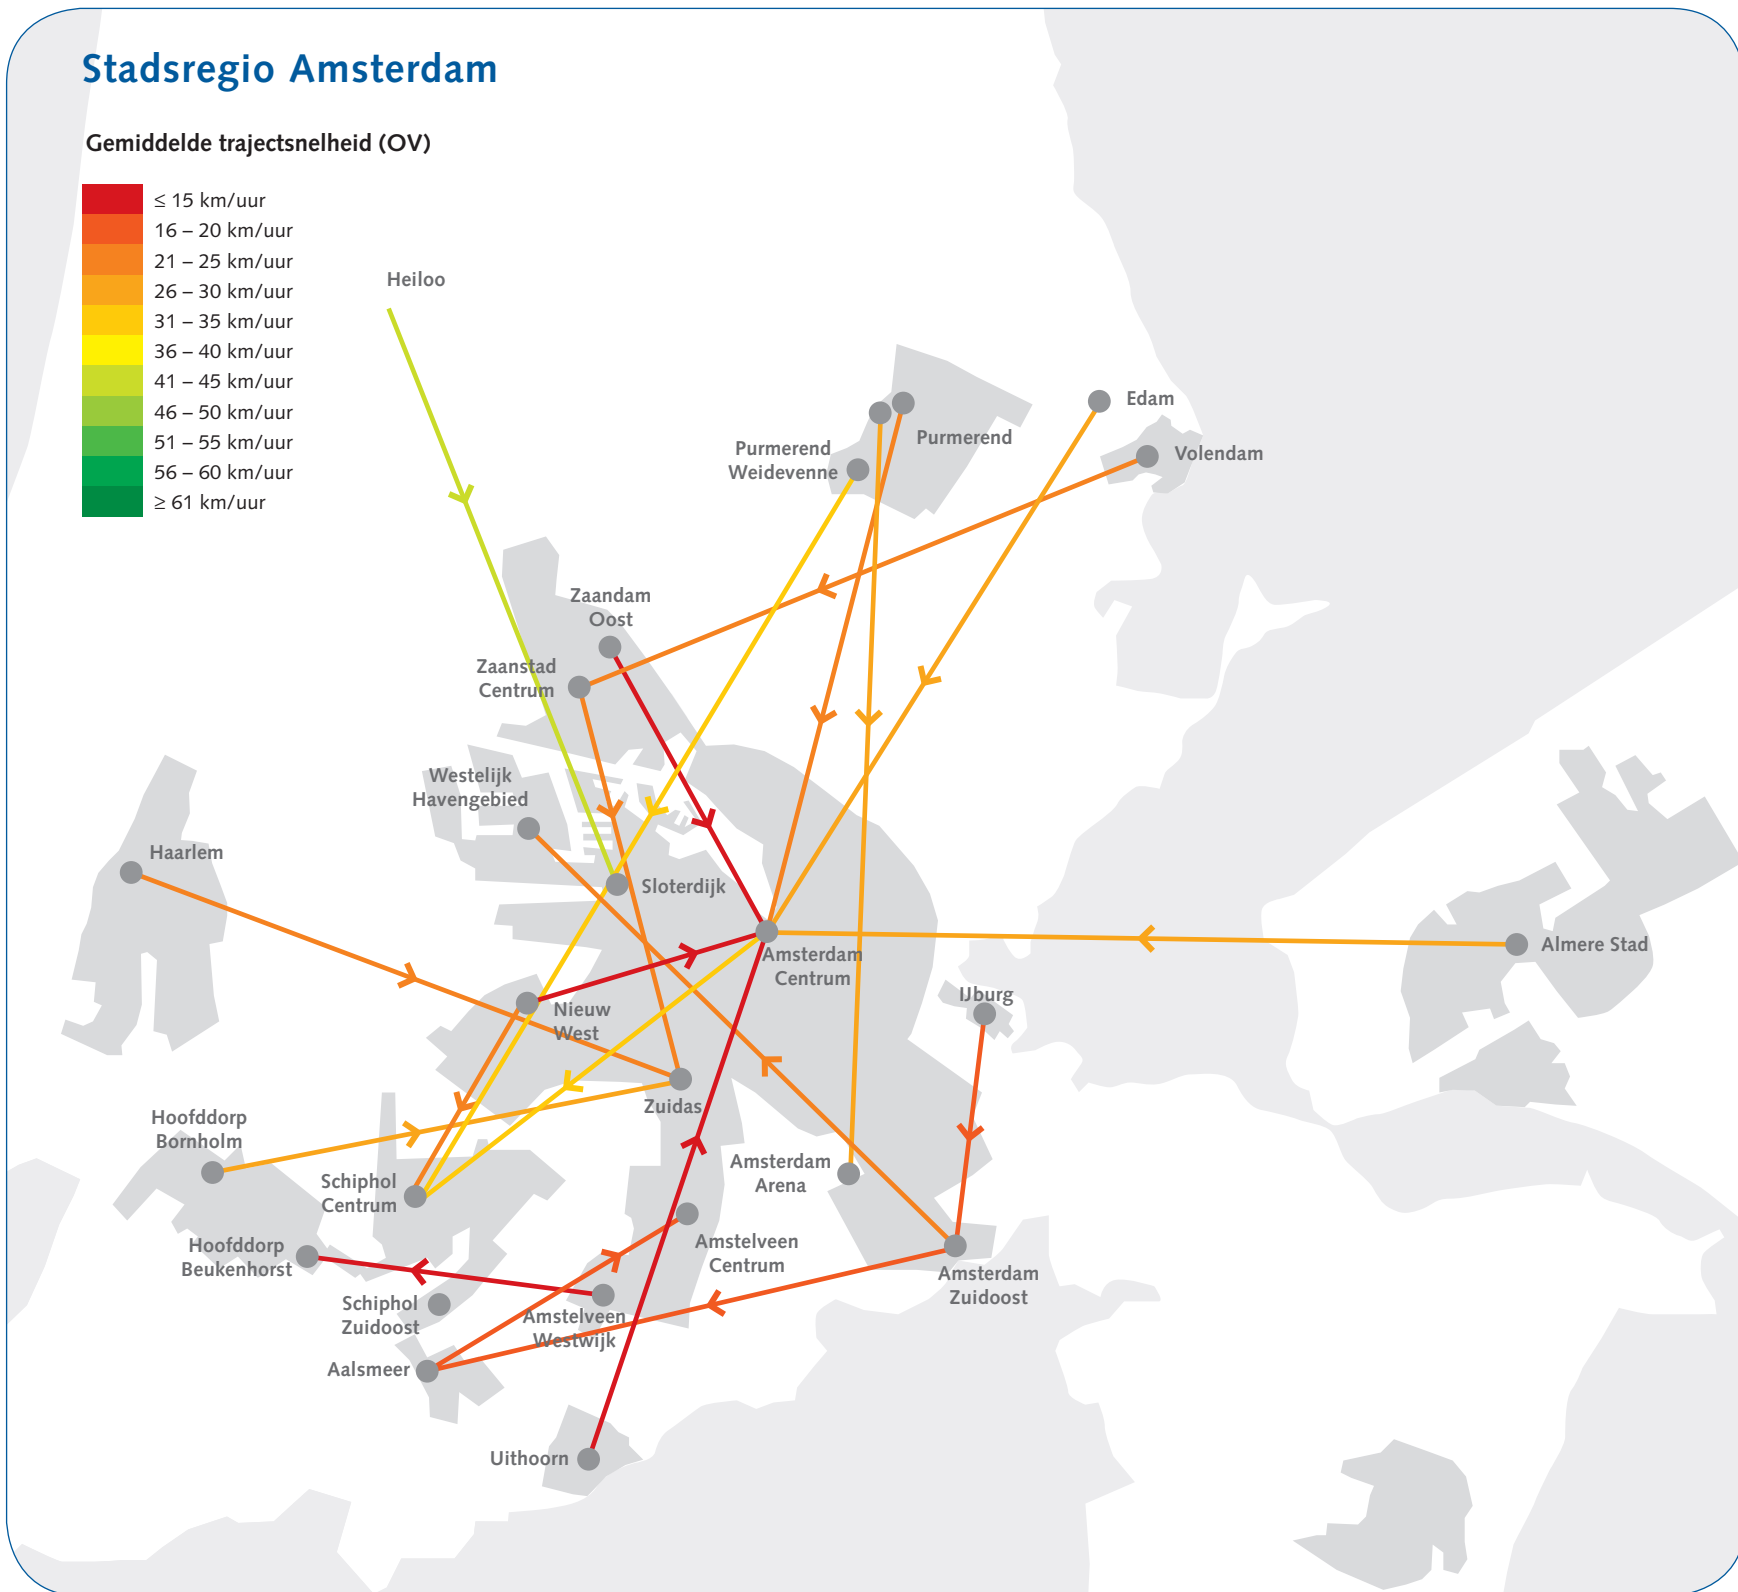 Stadsregio Amsterdam
Gemiddelde trajectsnelheid (OV)
≤ 15 km/uur
16 – 20 km/uur
21 – 25 km/uur
26 – 30 km/uur
31 – 35 km/uur
36 – 40 km/uur
41 – 45 km/uur
46 – 50 km/uur
51 – 55 km/uur
56 – 60 km/uur
≥ 61 km/uur
Heiloo
Edam
Purmerend
Volendam
Purmerend
Weidevenne
Zaandam
Oost
Zaanstad
Centrum
Westelijk
Havengebied
Haarlem
Sloterdijk
Amsterdam
Centrum
Almere Stad
IJburg
Nieuw
West
Zuidas
Hoofddorp
Bornholm
Schiphol
Centrum
Amsterdam
Arena
Hoofddorp
Beukenhorst
Amstelveen
Centrum
Amsterdam
Zuidoost
Schiphol
Zuidoost
Amstelveen
Westwijk
Aalsmeer
Uithoorn